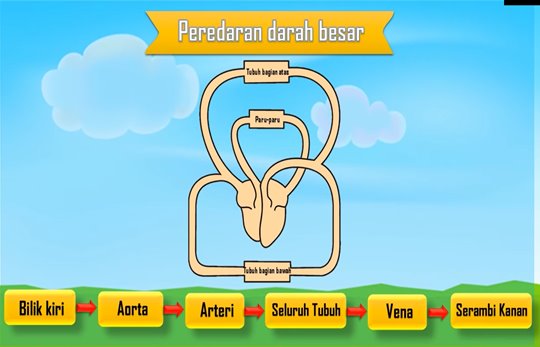 Peredaran darah besar
Tubuh bagian atas
Paru-paru
Tubuh bagian bawah
Bilik kiri
Aorta
Arteri
Seluruh Tubuh
Vena
Serambi Kanan